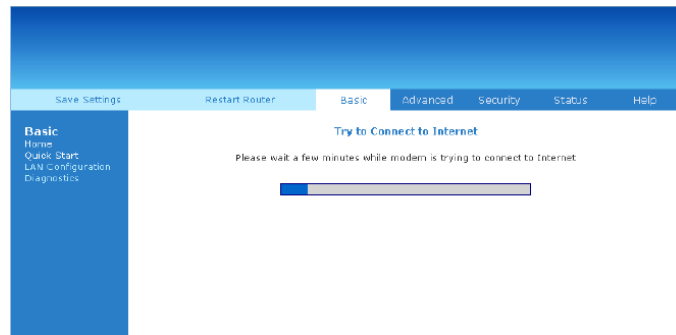 Save Settings Restart Router Basic Advanced Security Status Help
Basic
Home
Quick Start
LAN Configuration
Diagnostics
Try to Connect to Internet
Please wait a few minutes while modem is trying to connect to Internet